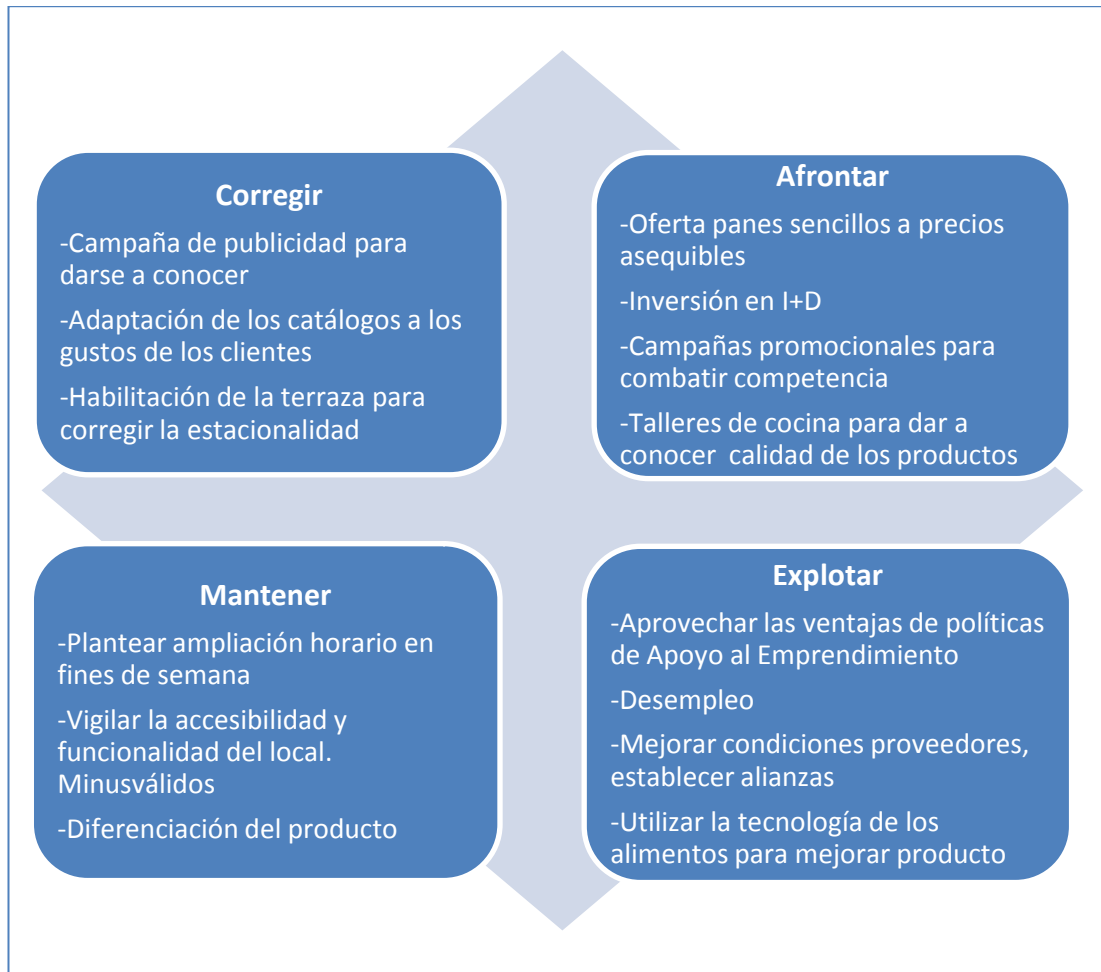 Corregir
-Campaña de publicidad para
darse a conocer
-Adaptación de los catálogos a los
gustos de los clientes
-Habilitación de la terraza para
corregir la estacionalidad
Afrontar
-Oferta panes sencillos a precios
asequibles
-Inversión en I+D
-Campañas promocionales para
combatir competencia
-Talleres de cocina para dar a
conocer  calidad de los productos
Mantener
-Plantear ampliación horario en
fines de semana
-Vigilar la accesibilidad y
funcionalidad del local.
Minusválidos
-Diferenciación del producto
Explotar
-Aprovechar las ventajas de políticas
de Apoyo al Emprendimiento
-Desempleo
-Mejorar condiciones proveedores,
establecer alianzas
-Utilizar la tecnología de los
alimentos para mejorar producto